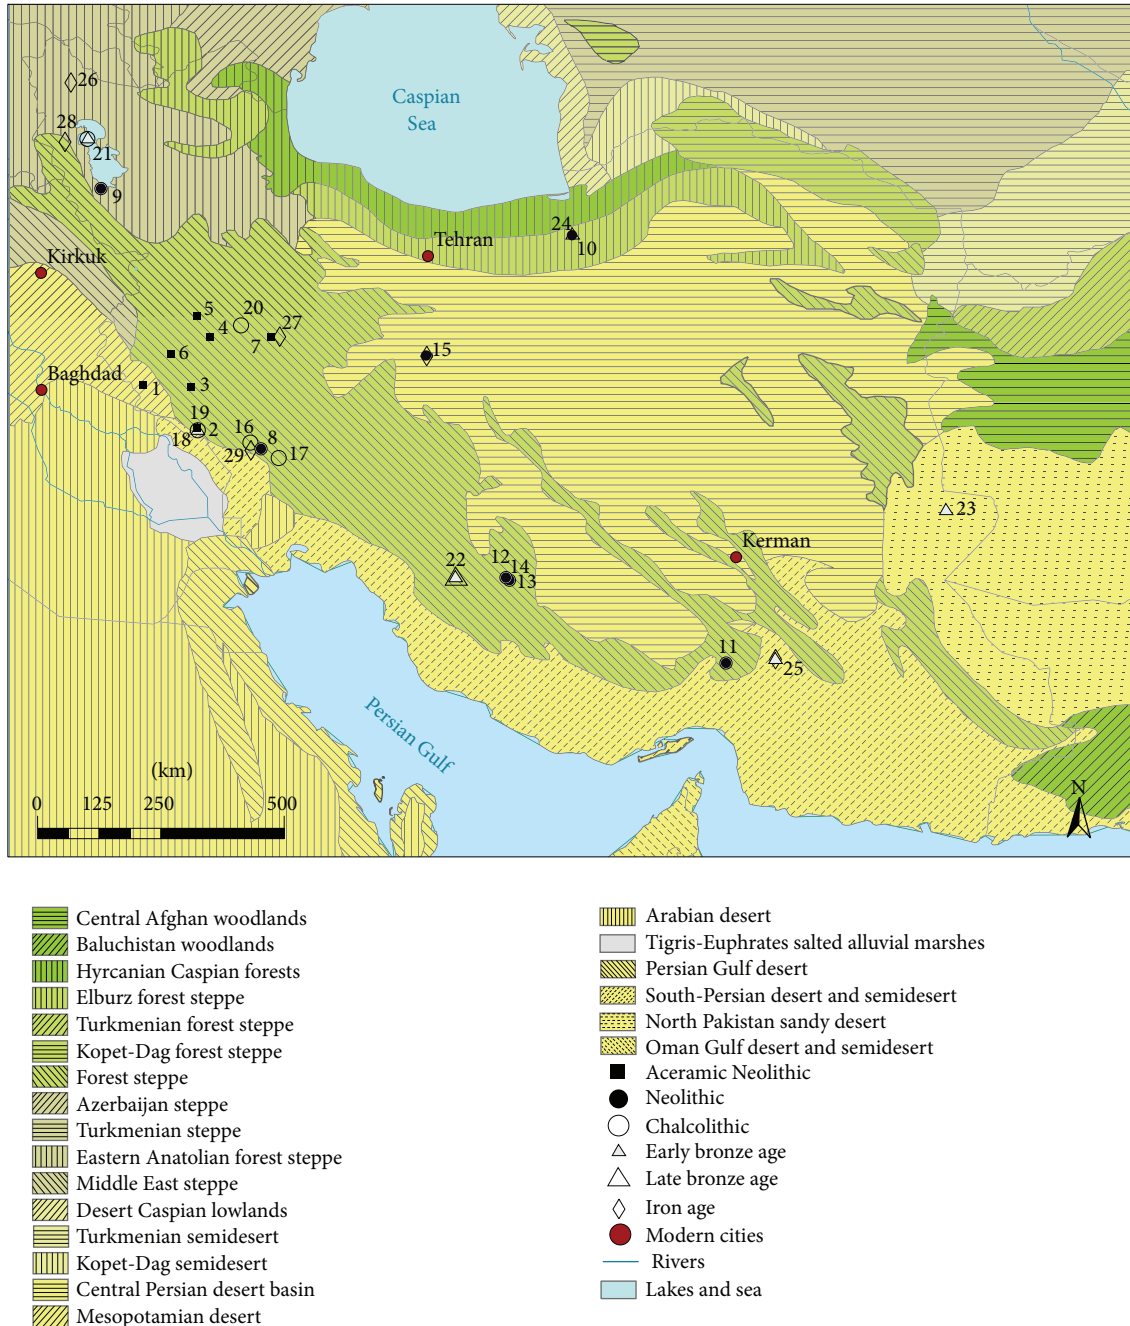 Caspian
Sea
26
28
21
9
24
10
Tehran
Kirkuk
5
20
4
7
27
6
15
Baghdad
1
3
19
18
2
16
8
29
17
23
Kerman
22
12
14
13
11
25
Persian Gulf
(km)
0 125 250 500
N
Central Afghan woodlands
Baluchistan woodlands
Hyrcanian Caspian forests
Elburz forest steppe
Turkmenian forest steppe
Kopet-Dag forest steppe
Forest steppe
Azerbaijan steppe
Turkmenian steppe
Eastern Anatolian forest steppe
Middle East steppe
Desert Caspian lowlands
Turkmenian semidesert
Kopet-Dag semidesert
Central Persian desert basin
Mesopotamian desert
Arabian desert
Tigris-Euphrates salted alluvial marshes
Persian Gulf desert
South-Persian desert and semidesert
North Pakistan sandy desert
Oman Gulf desert and semidesert
Aceramic Neolithic
Neolithic
Chalcolithic
Early bronze age
Late bronze age
Iron age
Modern cities
Rivers
Lakes and sea